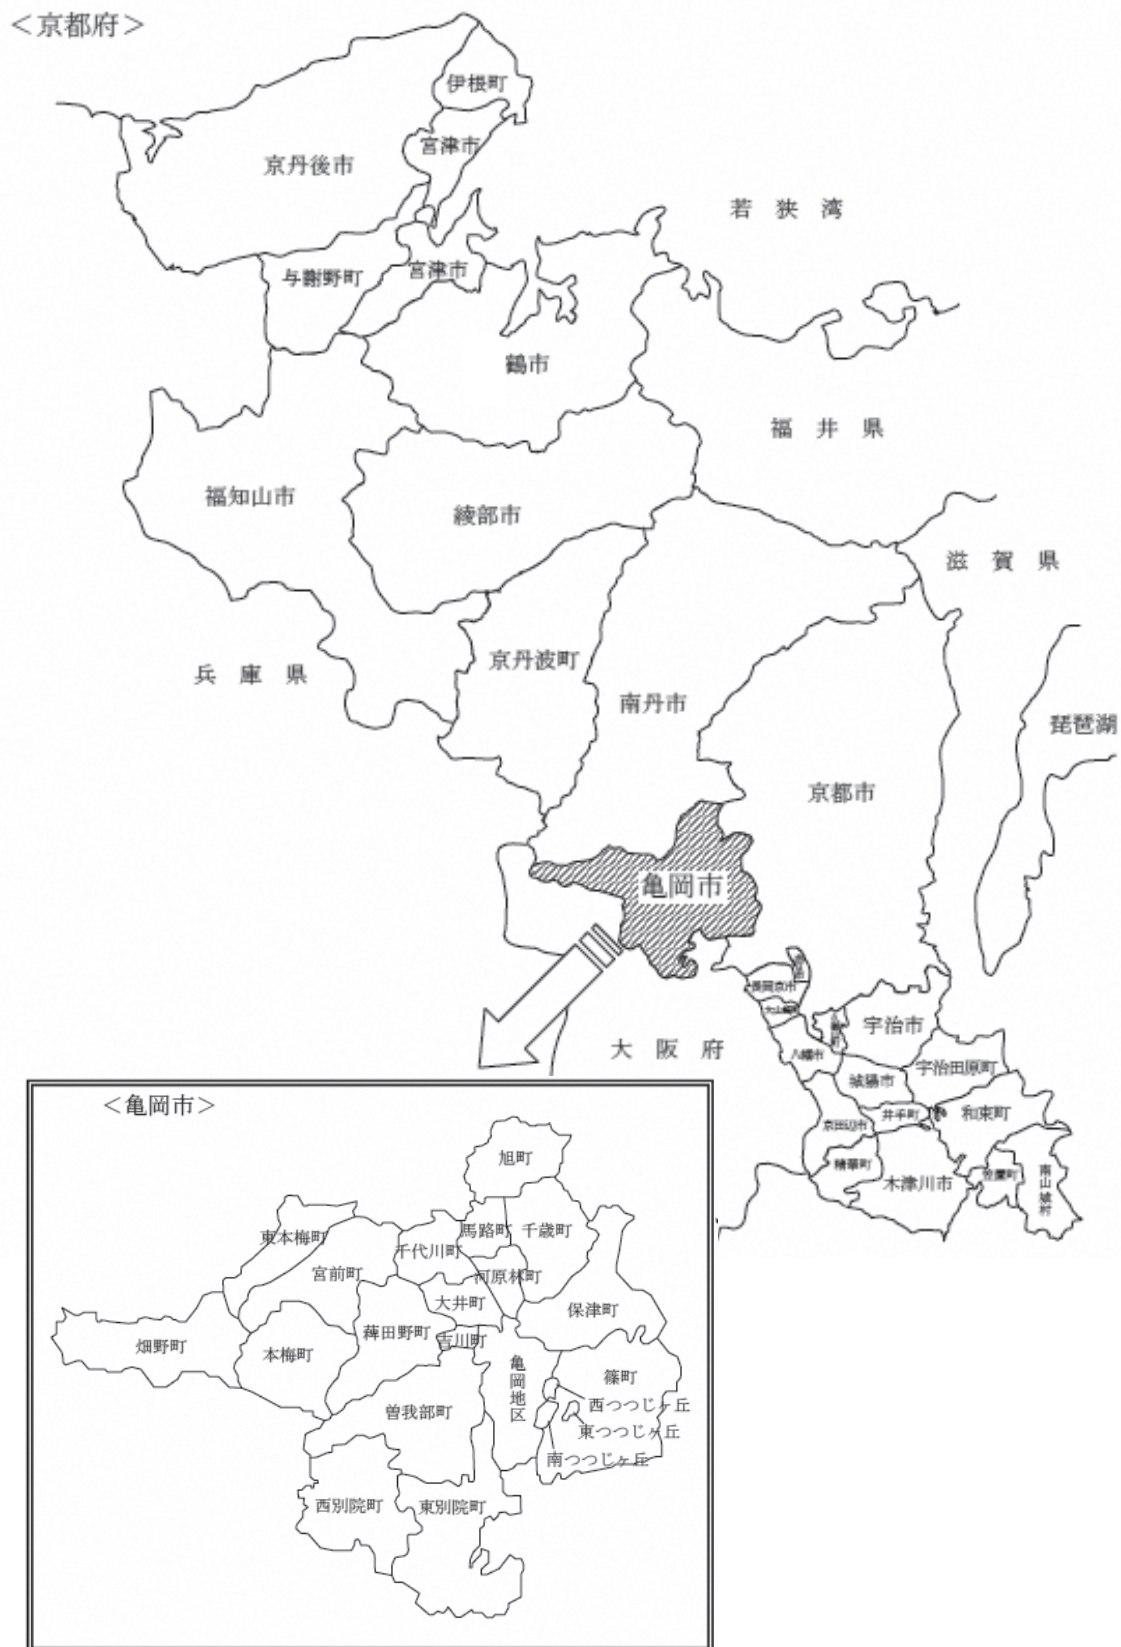 <京都府>
伊根町
宮津市
京丹後市
若狭湾
与謝野町
宮津市
鶴市
福井県
福知山市
綾部市
滋賀県
京丹波町
兵庫県
南丹市
琵琶湖
京都市
亀岡市
長岡京市
大山崎町
宇治市
大阪府
八幡市
宇治田原町
城陽市
井手町
和束町
京田辺市
精華町
木津川市
笠置町
南山城村
<亀岡市>
旭町
馬路町
千歳町
東本梅町
千代川町
宮前町
河原林町
大井町
保津町
畑野町
本梅町
薭田野町
吉川町
亀岡地区
篠町
西つつじヶ丘
曽我部町
東つつじヶ丘
南つつじヶ丘
西別院町
東別院町